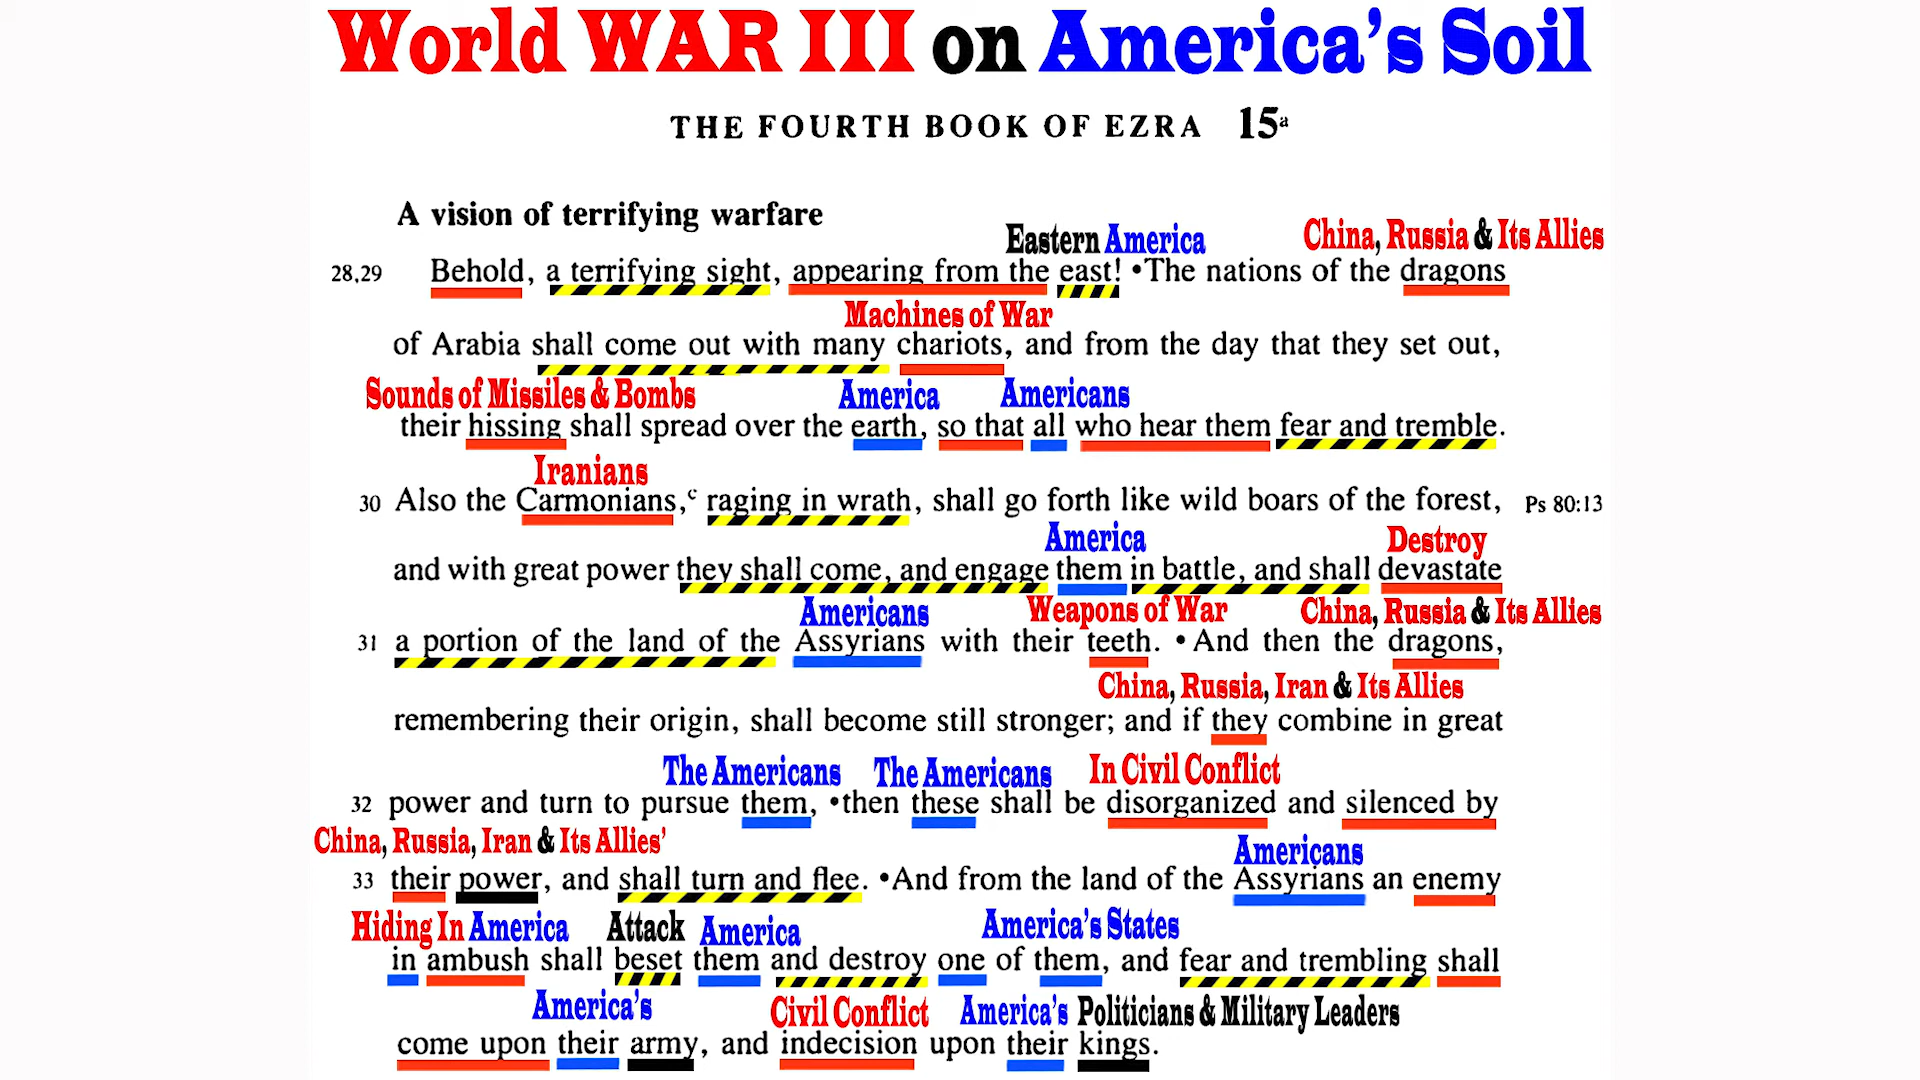 World WAR III on America's Soil
THE FOURTH BOOK OF EZRA 15ª
A vision of terrifying warfare
Eastern America China, Russia & Its Allies
28,29 Behold, a terrifying sight, appearing from the east! •The nations of the dragons
Machines of War
of Arabia shall come out with many chariots, and from the day that they set out,
Sounds of Missiles & Bombs America Americans
their hissing shall spread over the earth, so that all who hear them fear and tremble.
Iranians
30 Also the Carmonians,ᶜ raging in wrath, shall go forth like wild boars of the forest, Ps 80:13
America Destroy
and with great power they shall come, and engage them in battle, and shall devastate
Americans Weapons of War China, Russia & Its Allies
31 a portion of the land of the Assyrians with their teeth. •And then the dragons,
China, Russia, Iran & Its Allies
remembering their origin, shall become still stronger; and if they combine in great
The Americans The Americans In Civil Conflict
32 power and turn to pursue them, •then these shall be disorganized and silenced by
China, Russia, Iran & Its Allies' Americans
33 their power, and shall turn and flee. •And from the land of the Assyrians an enemy
Hiding In America Attack America America's States
in ambush shall beset them and destroy one of them, and fear and trembling shall
America's Civil Conflict America's Politicians & Military Leaders
come upon their army, and indecision upon their kings.